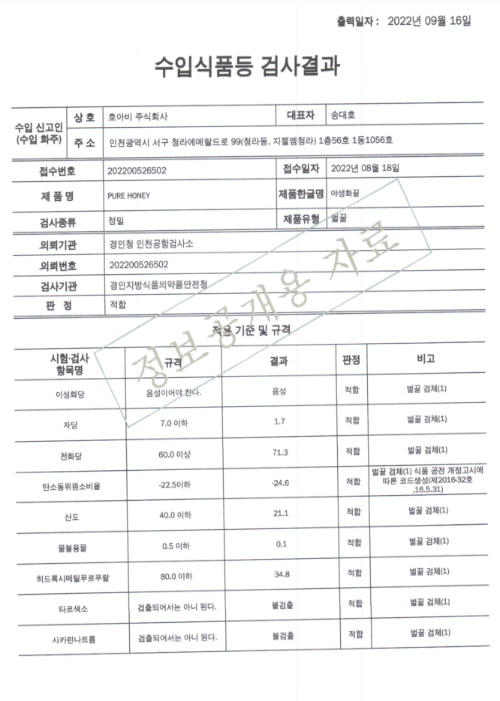 출력일자 : 2022년 09월 16일
수입식품등 검사결과
수입 신고인 (수입 화주) 상 호 호아비 주식회사 대표자 송대호
주 소 인천광역시 서구 청라에메랄드로 99(청라동, 지젤엠청라) 1층56호 1동1056호
접수번호 202200526502 접수일자 2022년 08월 18일
제 품 명 PURE HONEY 제품한글명 야생화꿀
검사종류 정밀 제품유형 벌꿀
의뢰기관 경인청 인천공항검사소
의뢰번호 202200526502
검사기관 경인지방식품의약품안전청
판 정 적합
정보공개용 자료
적용 기준 및 규격
시험·검사 항목명 규격 결과 판정 비고
이성화당 음성이어야 한다. 음성 적합 벌꿀 검체(1)
자당 7.0 이하 1.7 적합 벌꿀 검체(1)
전화당 60.0 이상 71.3 적합 벌꿀 검체(1)
탄소동위원소비율 -22.5이하 -24.6 적합 벌꿀 검체(1) 식품 공전 개정고시에
따른 코드생성(제2016-32호
,16.5.31)
산도 40.0 이하 21.1 적합 벌꿀 검체(1)
물불용물 0.5 이하 0.1 적합 벌꿀 검체(1)
히드록시메틸푸르푸랄 80.0 이하 34.8 적합 벌꿀 검체(1)
타르색소 검출되어서는 아니 된다. 불검출 적합 벌꿀 검체(1)
사카린나트륨 검출되어서는 아니 된다. 불검출 적합 벌꿀 검체(1)